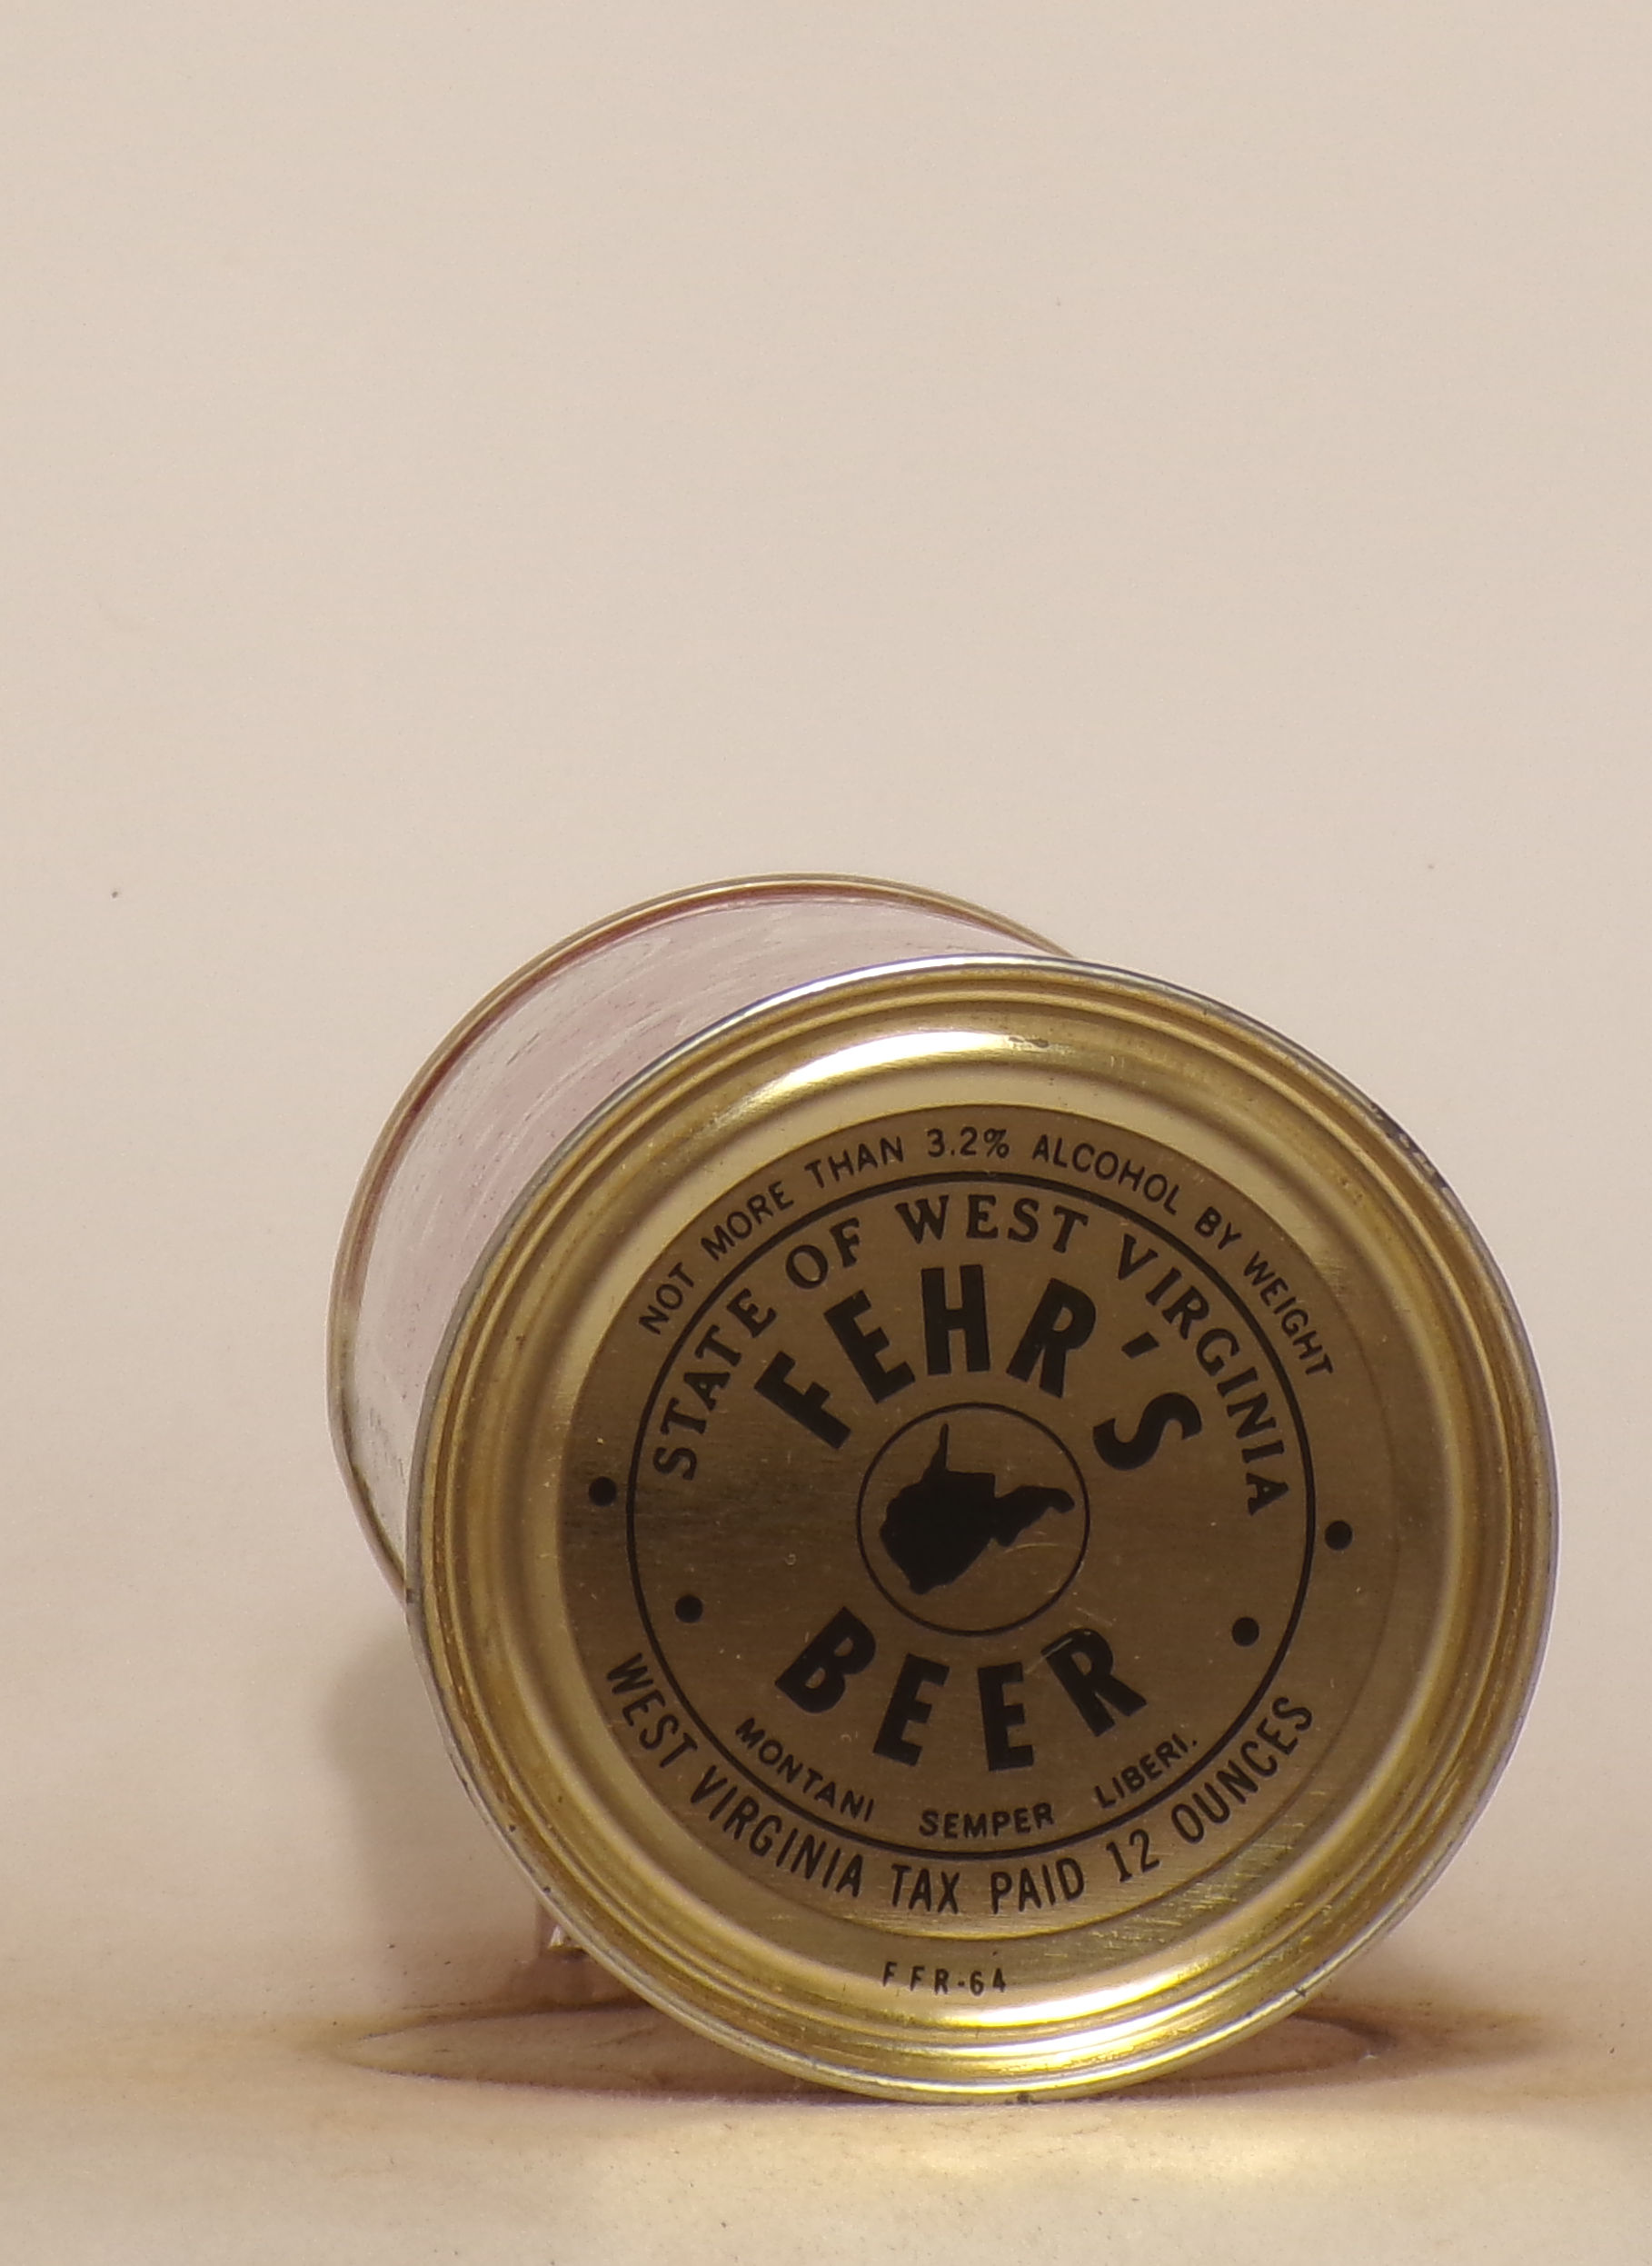 NOT MORE THAN 3.2% ALCOHOL BY WEIGHT
STATE OF WEST VIRGINIA
FEHR'S
BEER
MONTANI SEMPER LIBERI.
WEST VIRGINIA TAX PAID 12 OUNCES
FFR-64